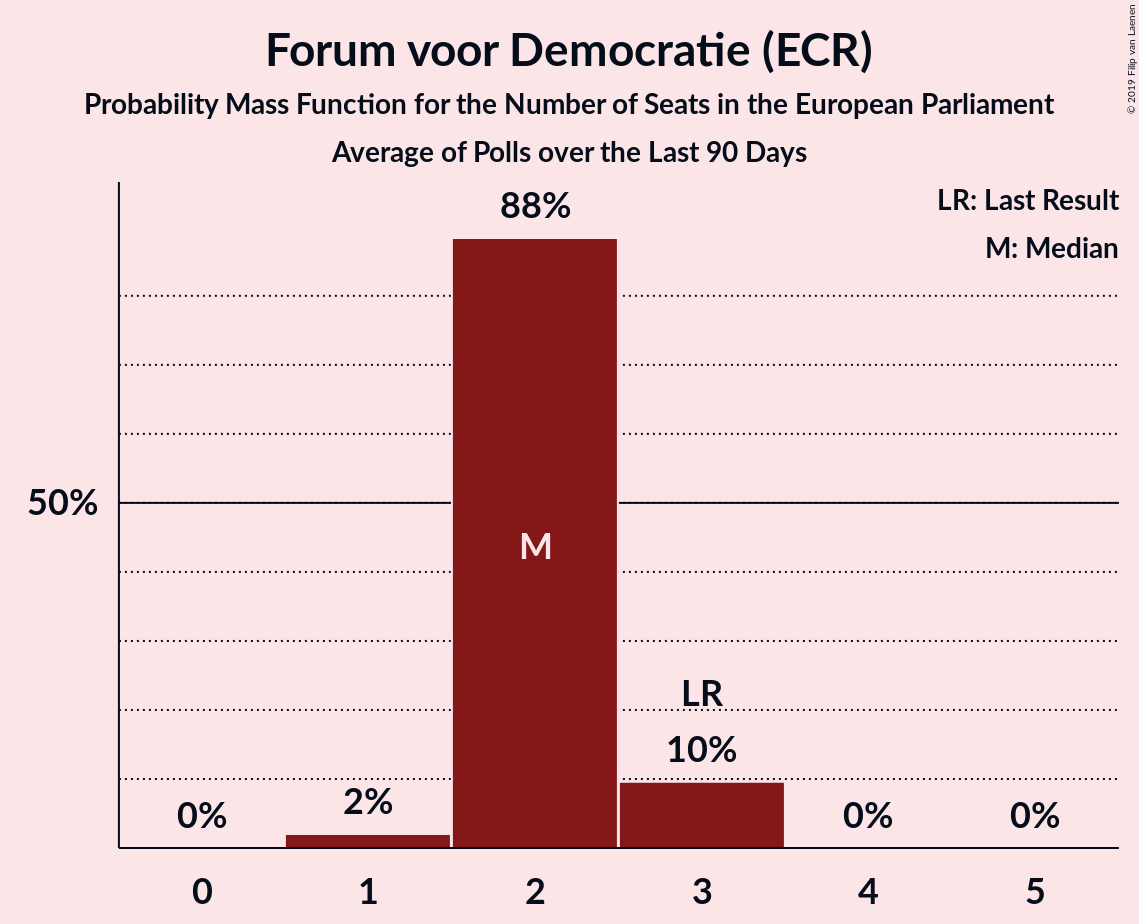 Forum voor Democratie (ECR)
Probability Mass Function for the Number of Seats in the European Parliament
Average of Polls over the Last 90 Days
© 2019 Filip van Laenen
LR: Last Result
M: Median
88%
50%
M
LR
10%
2%
0%
0%
0%
0 1 2 3 4 5